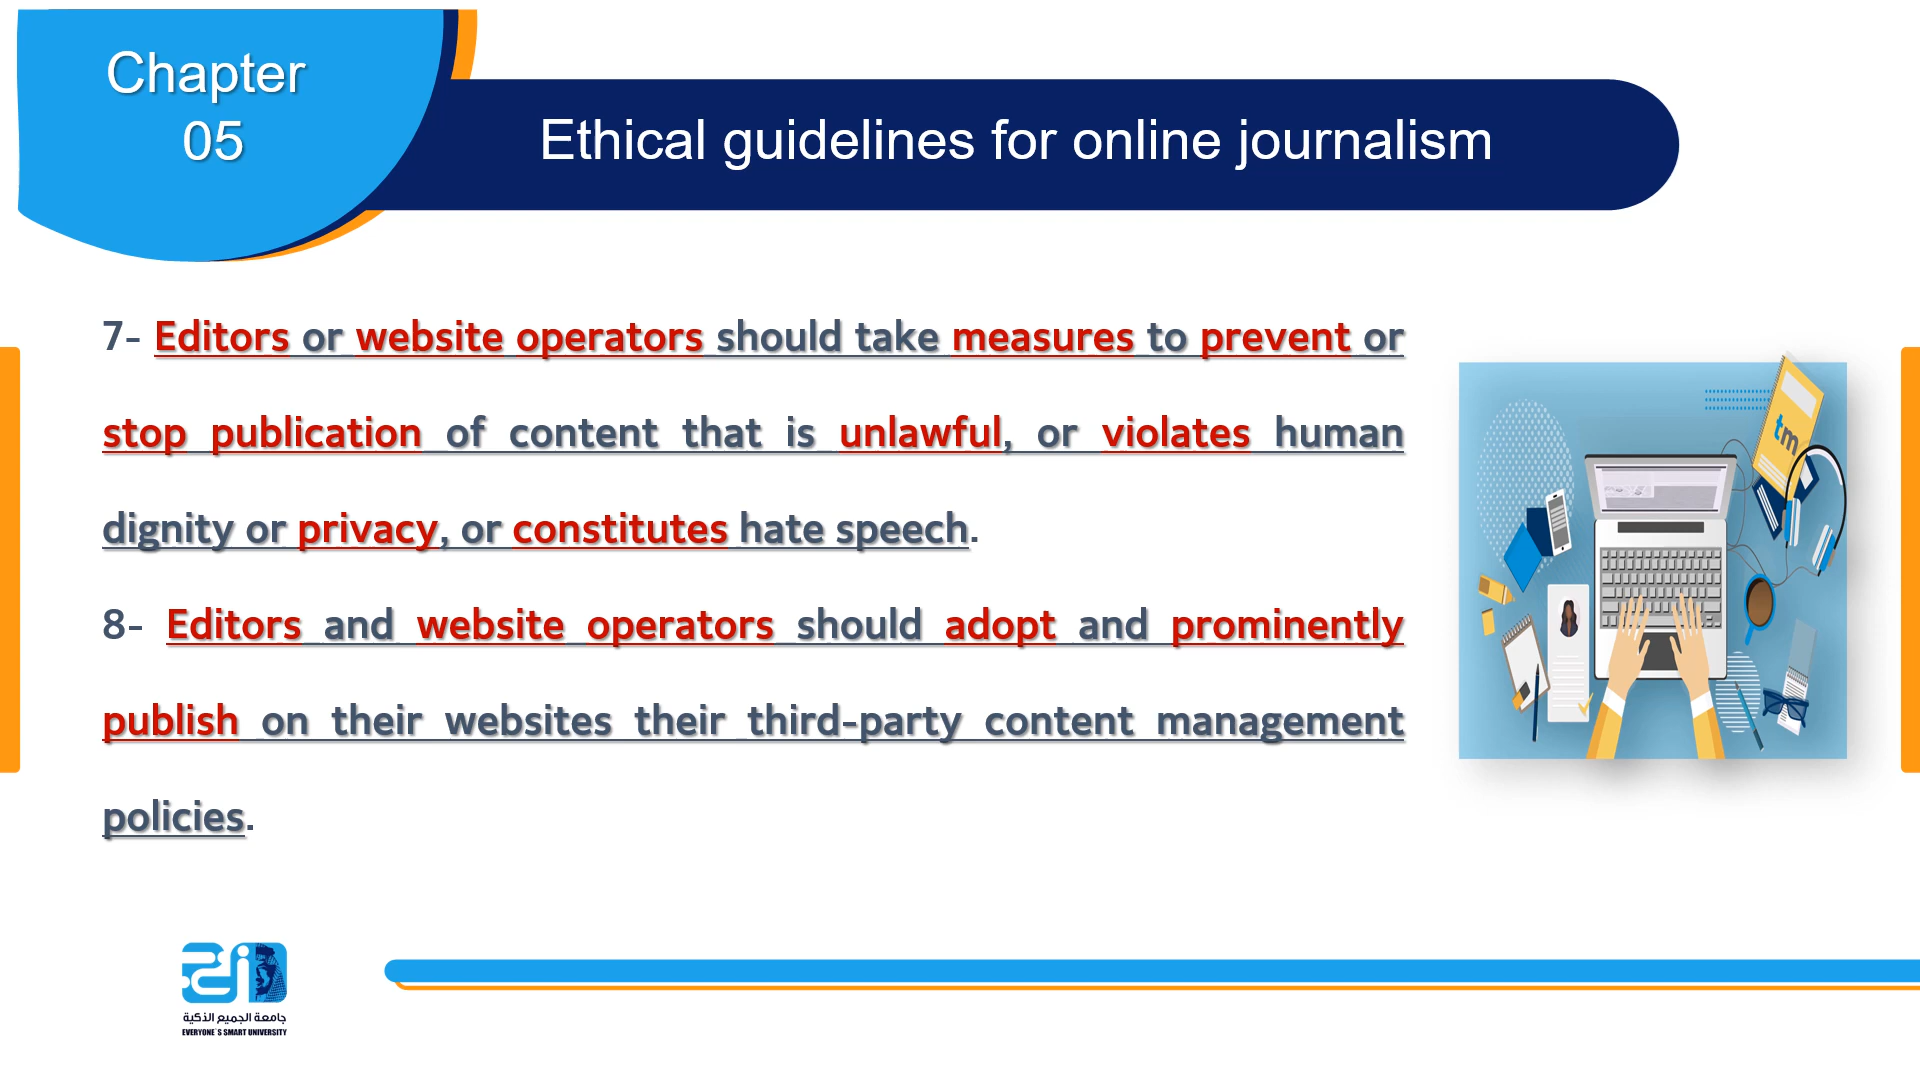 Chapter
05
Ethical guidelines for online journalism
7- Editors or website operators should take measures to prevent or
stop publication of content that is unlawful, or violates human
dignity or privacy, or constitutes hate speech.
8- Editors and website operators should adopt and prominently
publish on their websites their third-party content management
policies.
tm
جامعة الجميع الذكية
EVERYONE`S SMART UNIVERSITY